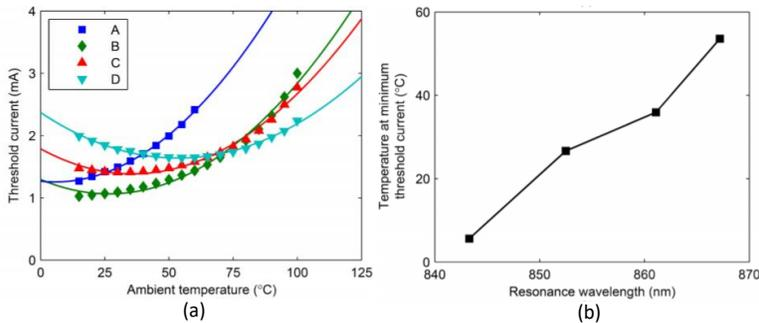 4
3
2
1
0
Threshold current (mA)
A
B
C
D
0
25
50
75
100
125
Ambient temperature (°C)
(a)
60
40
20
0
Temperature at minimum
threshold current (°C)
840
850
860
870
Resonance wavelength (nm)
(b)